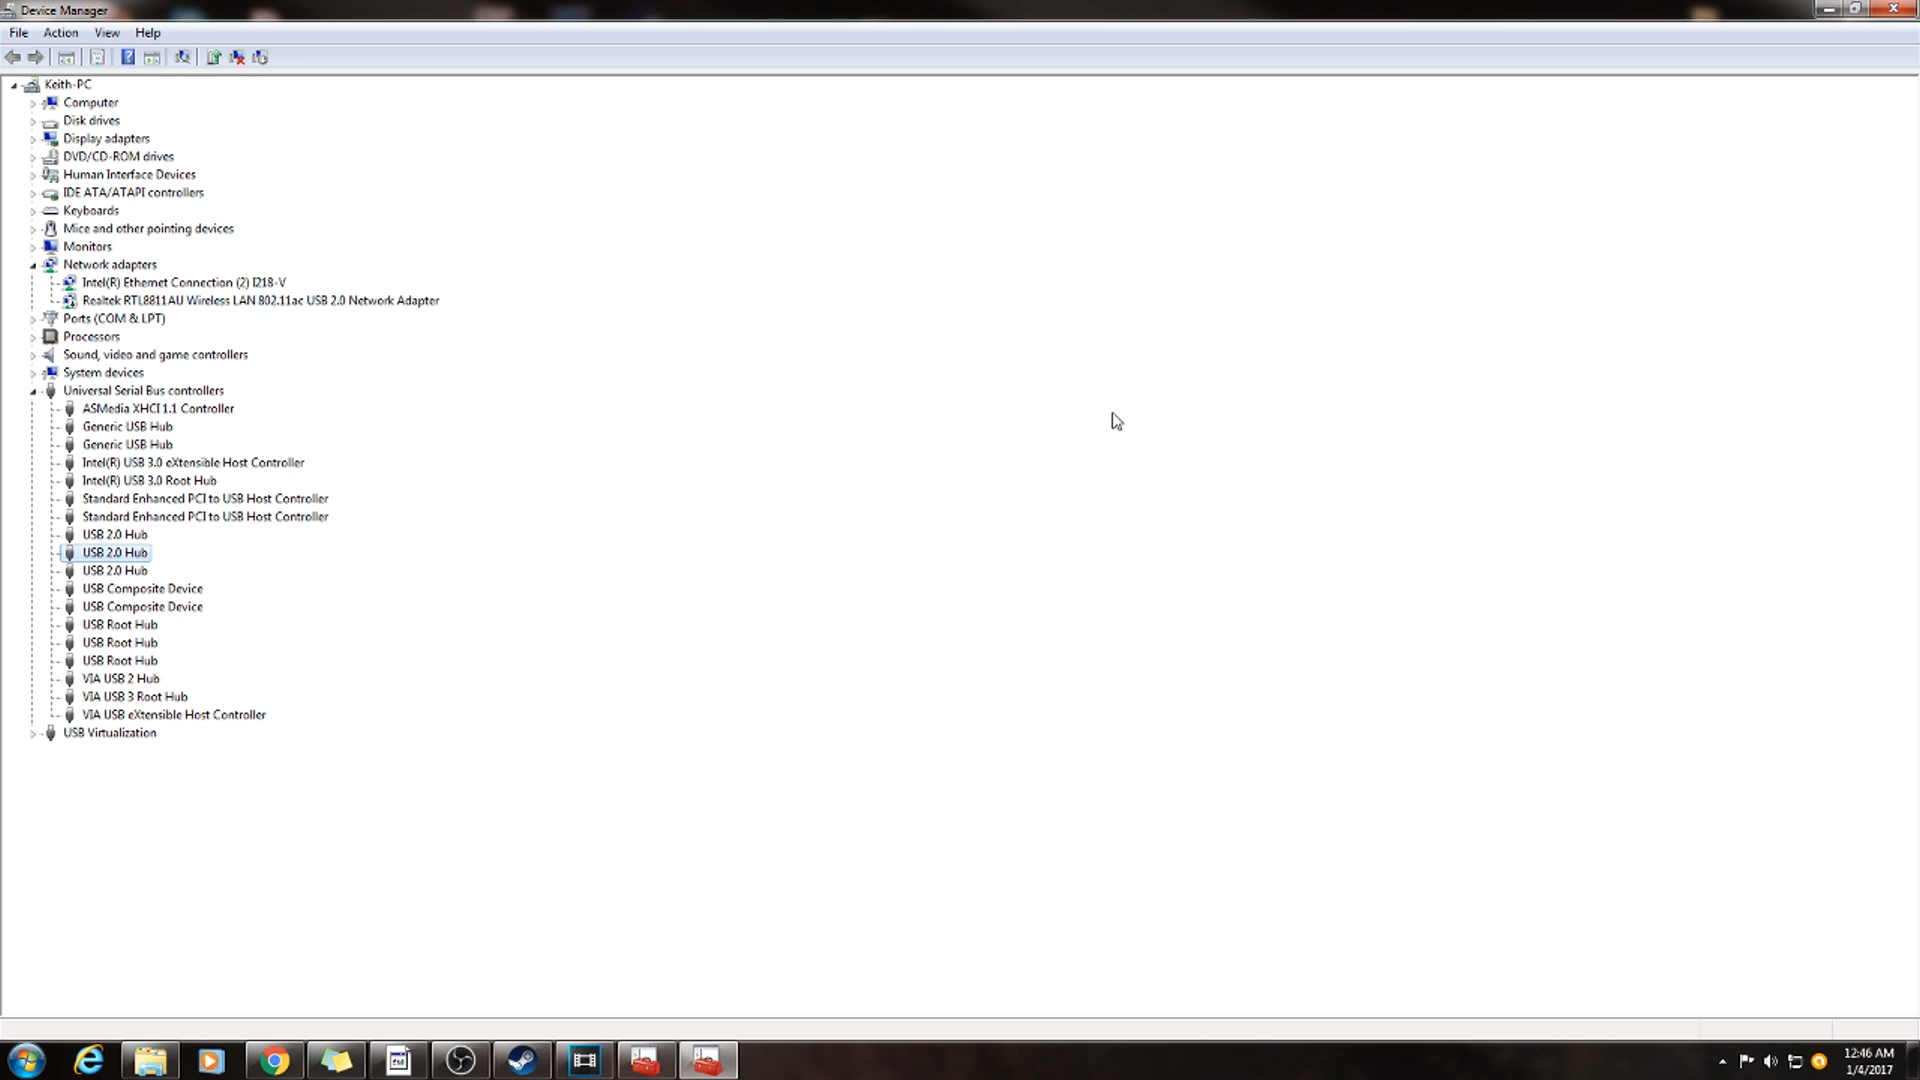 Device Manager
File Action View Help
Keith-PC
Computer
Disk drives
Display adapters
DVD/CD-ROM drives
Human Interface Devices
IDE ATA/ATAPI controllers
Keyboards
Mice and other pointing devices
Monitors
Network adapters
Intel(R) Ethernet Connection (2) I218-V
Realtek RTL8811AU Wireless LAN 802.11ac USB 2.0 Network Adapter
Ports (COM & LPT)
Processors
Sound, video and game controllers
System devices
Universal Serial Bus controllers
ASMedia XHCI 1.1 Controller
Generic USB Hub
Generic USB Hub
Intel(R) USB 3.0 eXtensible Host Controller
Intel(R) USB 3.0 Root Hub
Standard Enhanced PCI to USB Host Controller
Standard Enhanced PCI to USB Host Controller
USB 2.0 Hub
USB 2.0 Hub
USB 2.0 Hub
USB Composite Device
USB Composite Device
USB Root Hub
USB Root Hub
USB Root Hub
VIA USB 2 Hub
VIA USB 3 Root Hub
VIA USB eXtensible Host Controller
USB Virtualization
12:46 AM
1/4/2017